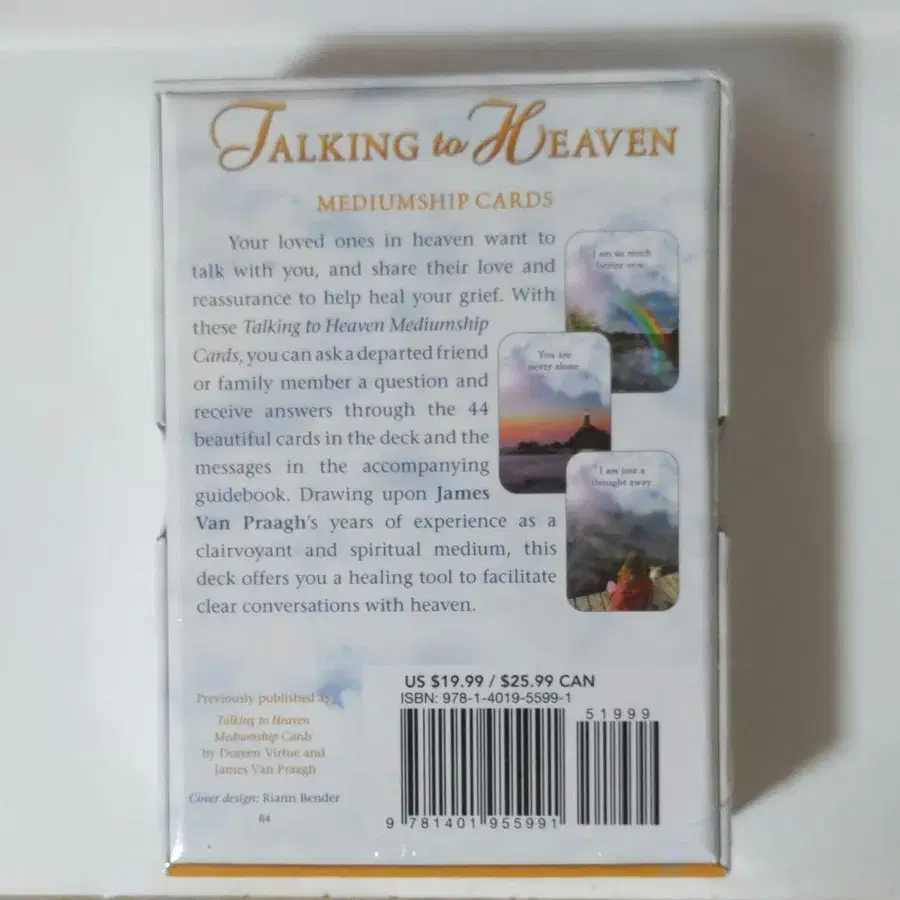 TALKING to HEAVEN
MEDIUMSHIP CARDS
Your loved ones in heaven want to
talk with you, and share their love and
reassurance to help heal your grief. With
these Talking to Heaven Mediumship
Cards, you can ask a departed friend
or family member a question and
receive answers through the 44
beautiful cards in the deck and the
messages in the accompanying
guidebook. Drawing upon James
Van Praagh's years of experience as a
clairvoyant and spiritual medium, this
deck offers you a healing tool to facilitate
clear conversations with heaven.
I am so much
better now
You are
never alone
I am just a
thought away
Previously published as
Talking to Heaven
Mediumship Cards
by Doreen Virtue and
James Van Praagh
Cover design: Riann Bender
84
US $19.99 / $25.99 CAN
ISBN: 978-1-4019-5599-1
51999
9 781401 955991